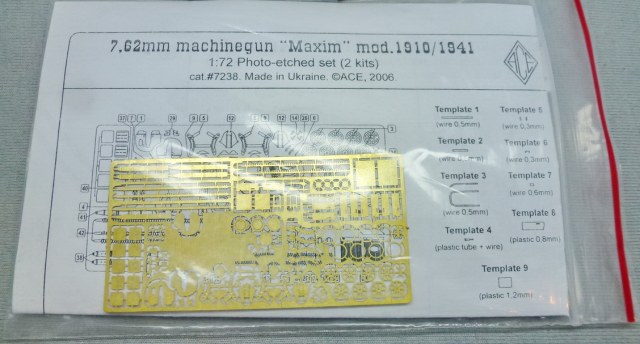 7,62mm machinegun "Maxim" mod.1910/1941
1:72 Photo-etched set (2 kits)
cat.#7238. Made in Ukraine. ©ACE, 2006.
ACE
Template 1
(wire 0,5mm)
Template 2
Template 3
(wire 0.5mm)
Template 4
(plastic tube + wire)
Template 5
(wire 0,3mm)
Template 6
(wire 0,3mm)
Template 7
(wire 0,6mm)
Template 8
(plastic 0,8mm)
Template 9
(plastic 1,2mm)